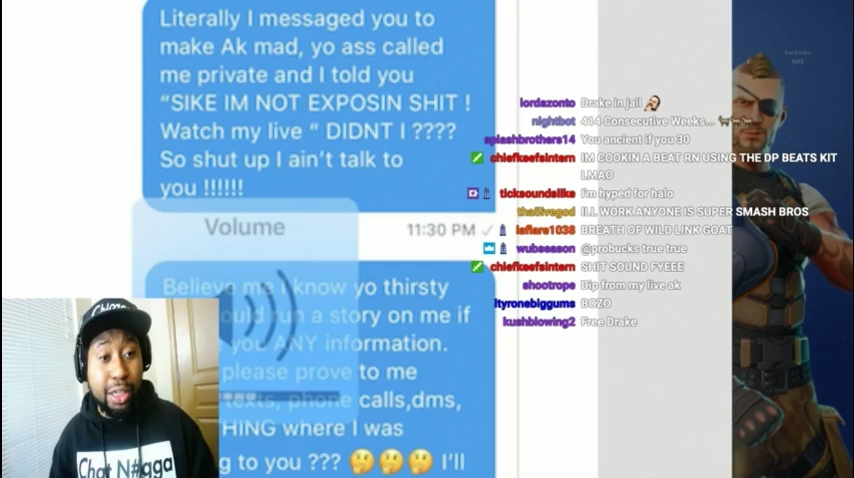 Literally I messaged you to
make Ak mad, yo ass called
me private and I told you
“SIKE IM NOT EXPOSIN SHIT !
Watch my live “ DIDNT I ????
So shut up I ain’t talk to
you !!!!!!
11:30 PM
Volume
Believe me I know yo thirsty
run a story on me if
you ANY information.
please prove to me
texts, phone calls,dms,
where I was
to you ??? 🤔🤔🤔 I’ll
lordazonto Drake in jail
nightbot 414 Consecutive Weeks...
splashbrothers14 You ancient if you 30
chiefkeefsintern IM COOKIN A BEAT RN USING THE DP BEATS KIT
LMAO
ticksoundslike I'm hyped for halo
ILL WORK ANYONE IS SUPER SMASH BROS
laflare1038 BREATH OF WILD LINK GOAT
wubseason @probucks true true
chiefkeefsintern SHIT SOUND FYEEE
shootrope Dip from my live ak
ityronebiggums BOZO
kushblowing2 Free Drake
Chat N#gga